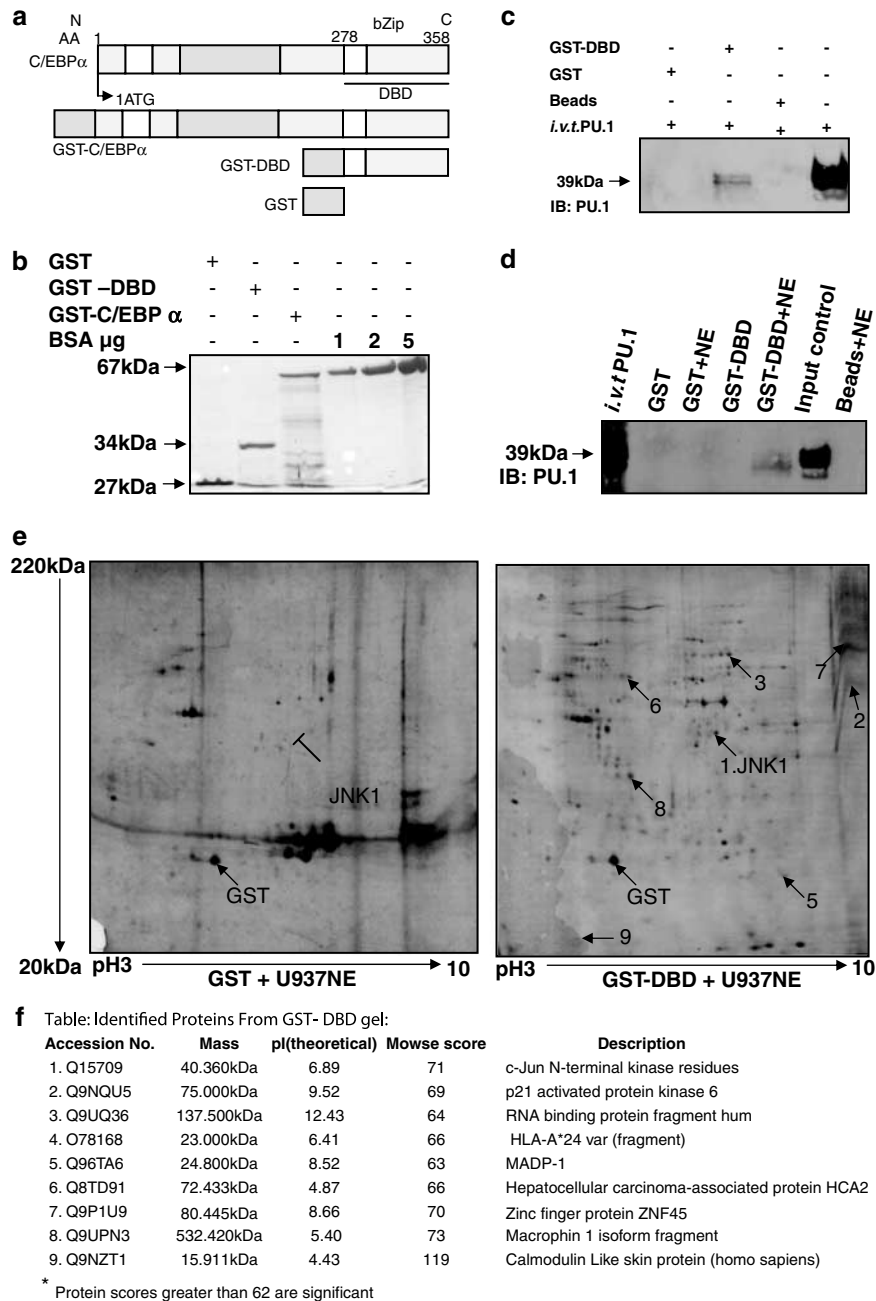 a
N
C
AA 1
278
bZip
358
C/EBPα
DBD
1ATG
GST-C/EBPα
GST-DBD
GST
b
GST + - - - - -
GST –DBD - + - - - -
GST-C/EBP α - - + - - -
BSA µg - - - 1 2 5
67kDa
34kDa
27kDa
c
GST-DBD - + - -
GST + - - -
Beads - - + -
i.v.t.PU.1 + + + +
39kDa
IB: PU.1
d
i.v.t PU.1
GST
GST+NE
GST-DBD
GST-DBD+NE
Input control
Beads+NE
39kDa
IB: PU.1
e
220kDa
20kDa
JNK1
GST
pH3
10
GST + U937NE
3
7
6
2
1.JNK1
8
GST
5
9
pH3
10
GST-DBD + U937NE
f Table: Identified Proteins From GST- DBD gel:
Accession No. Mass pI(theoretical) Mowse score Description
1. Q15709 40.360kDa 6.89 71 c-Jun N-terminal kinase residues
2. Q9NQU5 75.000kDa 9.52 69 p21 activated protein kinase 6
3. Q9UQ36 137.500kDa 12.43 64 RNA binding protein fragment hum
4. O78168 23.000kDa 6.41 66 HLA-A*24 var (fragment)
5. Q96TA6 24.800kDa 8.52 63 MADP-1
6. Q8TD91 72.433kDa 4.87 66 Hepatocellular carcinoma-associated protein HCA2
7. Q9P1U9 80.445kDa 8.66 70 Zinc finger protein ZNF45
8. Q9UPN3 532.420kDa 5.40 73 Macrophin 1 isoform fragment
9. Q9NZT1 15.911kDa 4.43 119 Calmodulin Like skin protein (homo sapiens)
* Protein scores greater than 62 are significant